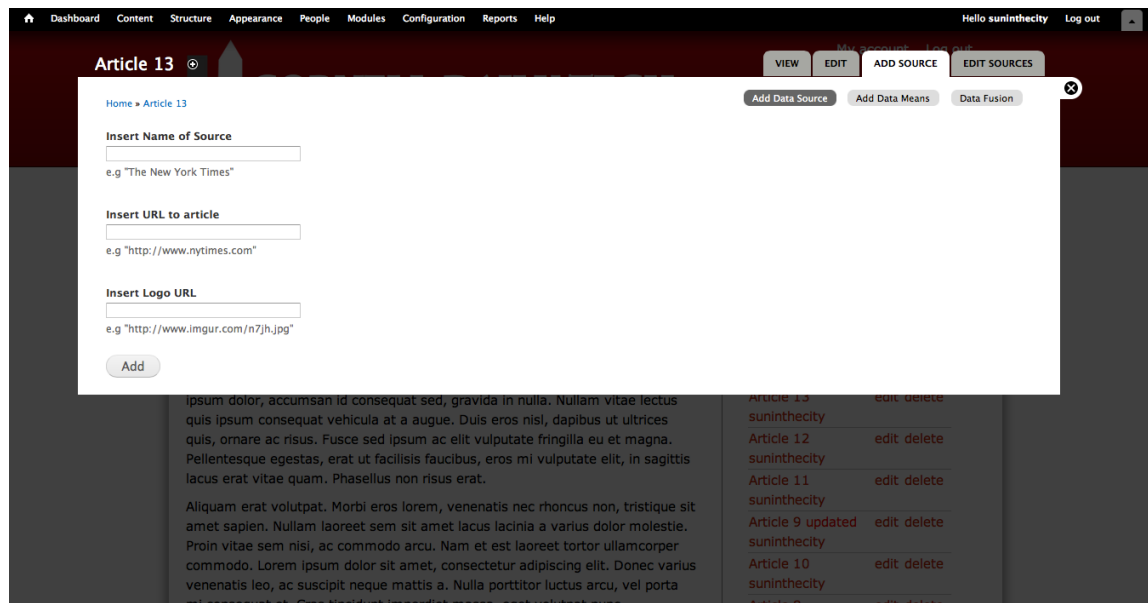 Dashboard Content Structure Appearance People Modules Configuration Reports Help Hello suninthecity Log out
My account Log out
Article 13 VIEW EDIT ADD SOURCE EDIT SOURCES
Home » Article 13 Add Data Source Add Data Means Data Fusion
Insert Name of Source
e.g "The New York Times"
Insert URL to article
e.g "http://www.nytimes.com"
Insert Logo URL
e.g "http://www.imgur.com/n7jh.jpg"
Add
ipsum dolor, accumsan id consequat sed, gravida in nulla. Nullam vitae lectus
quis ipsum consequat vehicula at a augue. Duis eros nisl, dapibus ut ultrices
quis, ornare ac risus. Fusce sed ipsum ac elit vulputate fringilla eu et magna.
Pellentesque egestas, erat ut facilisis faucibus, eros mi vulputate elit, in sagittis
lacus erat vitae quam. Phasellus non risus erat.
Aliquam erat volutpat. Morbi eros lorem, venenatis nec rhoncus non, tristique sit
amet sapien. Nullam laoreet sem sit amet lacus lacinia a varius dolor molestie.
Proin vitae sem nisi, ac commodo arcu. Nam et est laoreet tortor ullamcorper
commodo. Lorem ipsum dolor sit amet, consectetur adipiscing elit. Donec varius
venenatis leo, ac suscipit neque mattis a. Nulla porttitor luctus arcu, vel porta
Article 13 edit delete
suninthecity
Article 12 edit delete
suninthecity
Article 11 edit delete
suninthecity
Article 9 updated edit delete
suninthecity
Article 10 edit delete
suninthecity